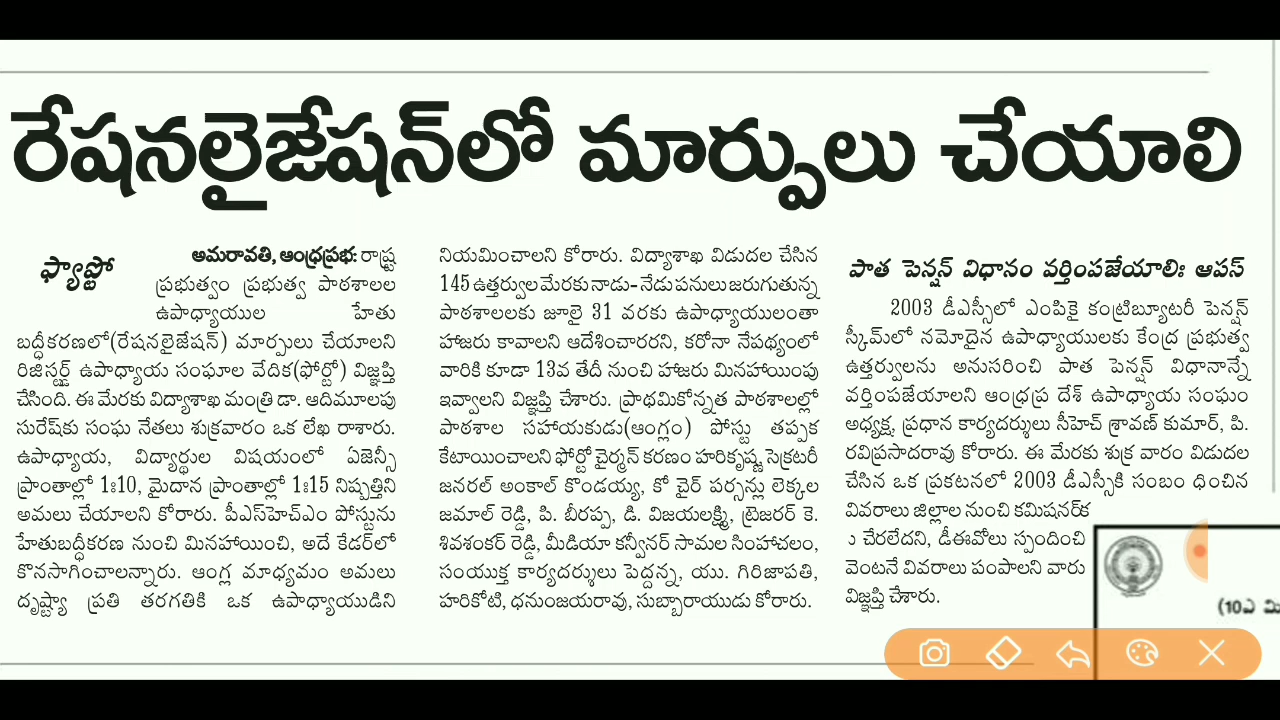 రేషనలైజేషన్‌లో మార్పులు చేయాలి
ఫ్యాప్టో
అమరావతి, ఆంధ్రప్రభ: రాష్ట్ర
ప్రభుత్వం ప్రభుత్వ పాఠశాలల
ఉపాధ్యాయుల హేతు
బద్ధీకరణలో(రేషనలైజేషన్) మార్పులు చేయాలని
రిజిస్టర్డ్ ఉపాధ్యాయ సంఘాల వేదిక(ఫోర్టో) విజ్ఞప్తి
చేసింది. ఈ మేరకు విద్యాశాఖ మంత్రి డా. ఆదిమూలపు
సురేష్‌కు సంఘ నేతలు శుక్రవారం ఒక లేఖ రాశారు.
ఉపాధ్యాయ, విద్యార్థుల విషయంలో ఏజెన్సీ
ప్రాంతాల్లో 1ః10, మైదాన ప్రాంతాల్లో 1ః15 నిష్పత్తిని
అమలు చేయాలని కోరారు. పీఎస్‌హెచ్‌ఎం పోస్టును
హేతుబద్ధీకరణ నుంచి మినహాయించి, అదే కేడర్‌లో
కొనసాగించాలన్నారు. ఆంగ్ల మాధ్యమం అమలు
దృష్ట్యా ప్రతి తరగతికి ఒక ఉపాధ్యాయుడిని
నియమించాలని కోరారు. విద్యాశాఖ విడుదల చేసిన
145 ఉత్తర్వుల మేరకు నాడు-నేడు పనులు జరుగుతున్న
పాఠశాలలకు జూలై 31 వరకు ఉపాధ్యాయులంతా
హాజరు కావాలని ఆదేశించారరని, కరోనా నేపథ్యంలో
వారికి కూడా 13వ తేదీ నుంచి హాజరు మినహాయింపు
ఇవ్వాలని విజ్ఞప్తి చేశారు. ప్రాథమికోన్నత పాఠశాలల్లో
పాఠశాల సహాయకుడు(ఆంగ్లం) పోస్టు తప్పక
కేటాయించాలని ఫోర్టో చైర్మన్ కరణం హరికృష్ణ సెక్రటరీ
జనరల్ అంకాల్ కొండయ్య, కో చైర్ పర్సన్లు లెక్కల
జమాల్ రెడ్డి, పి. బీరప్ప, డి. విజయలక్ష్మి, ట్రెజరర్ కె.
శివశంకర్ రెడ్డి, మీడియా కన్వీనర్ సామల సింహాచలం,
సంయుక్త కార్యదర్శులు పెద్దన్న, యు. గిరిజాపతి,
హరికోటి, ధనుంజయరావు, సుబ్బారాయుడు కోరారు.
పాత పెన్షన్ విధానం వర్తింపజేయాలిః ఆపస్
2003 డీఎస్సీలో ఎంపికై కంట్రిబ్యూటరీ పెన్షన్
స్కీమ్‌లో నమోదైన ఉపాధ్యాయులకు కేంద్ర ప్రభుత్వ
ఉత్తర్వులను అనుసరించి పాత పెన్షన్ విధానాన్నే
వర్తింపజేయాలని ఆంధ్రప్ర దేశ్ ఉపాధ్యాయ సంఘం
అధ్యక్ష, ప్రధాన కార్యదర్శులు సీహెచ్ శ్రావణ్ కుమార్, పి.
రవిప్రసాదరావు కోరారు. ఈ మేరకు శుక్ర వారం విడుదల
చేసిన ఒక ప్రకటనలో 2003 డీఎస్సీకి సంబం ధించిన
వివరాలు జిల్లాల నుంచి కమిషనర్‌క
ు చేరలేదని, డీఈవోలు స్పందించి
వెంటనే వివరాలు పంపాలని వారు
విజ్ఞప్తి చేశారు.
(10ఎ మి